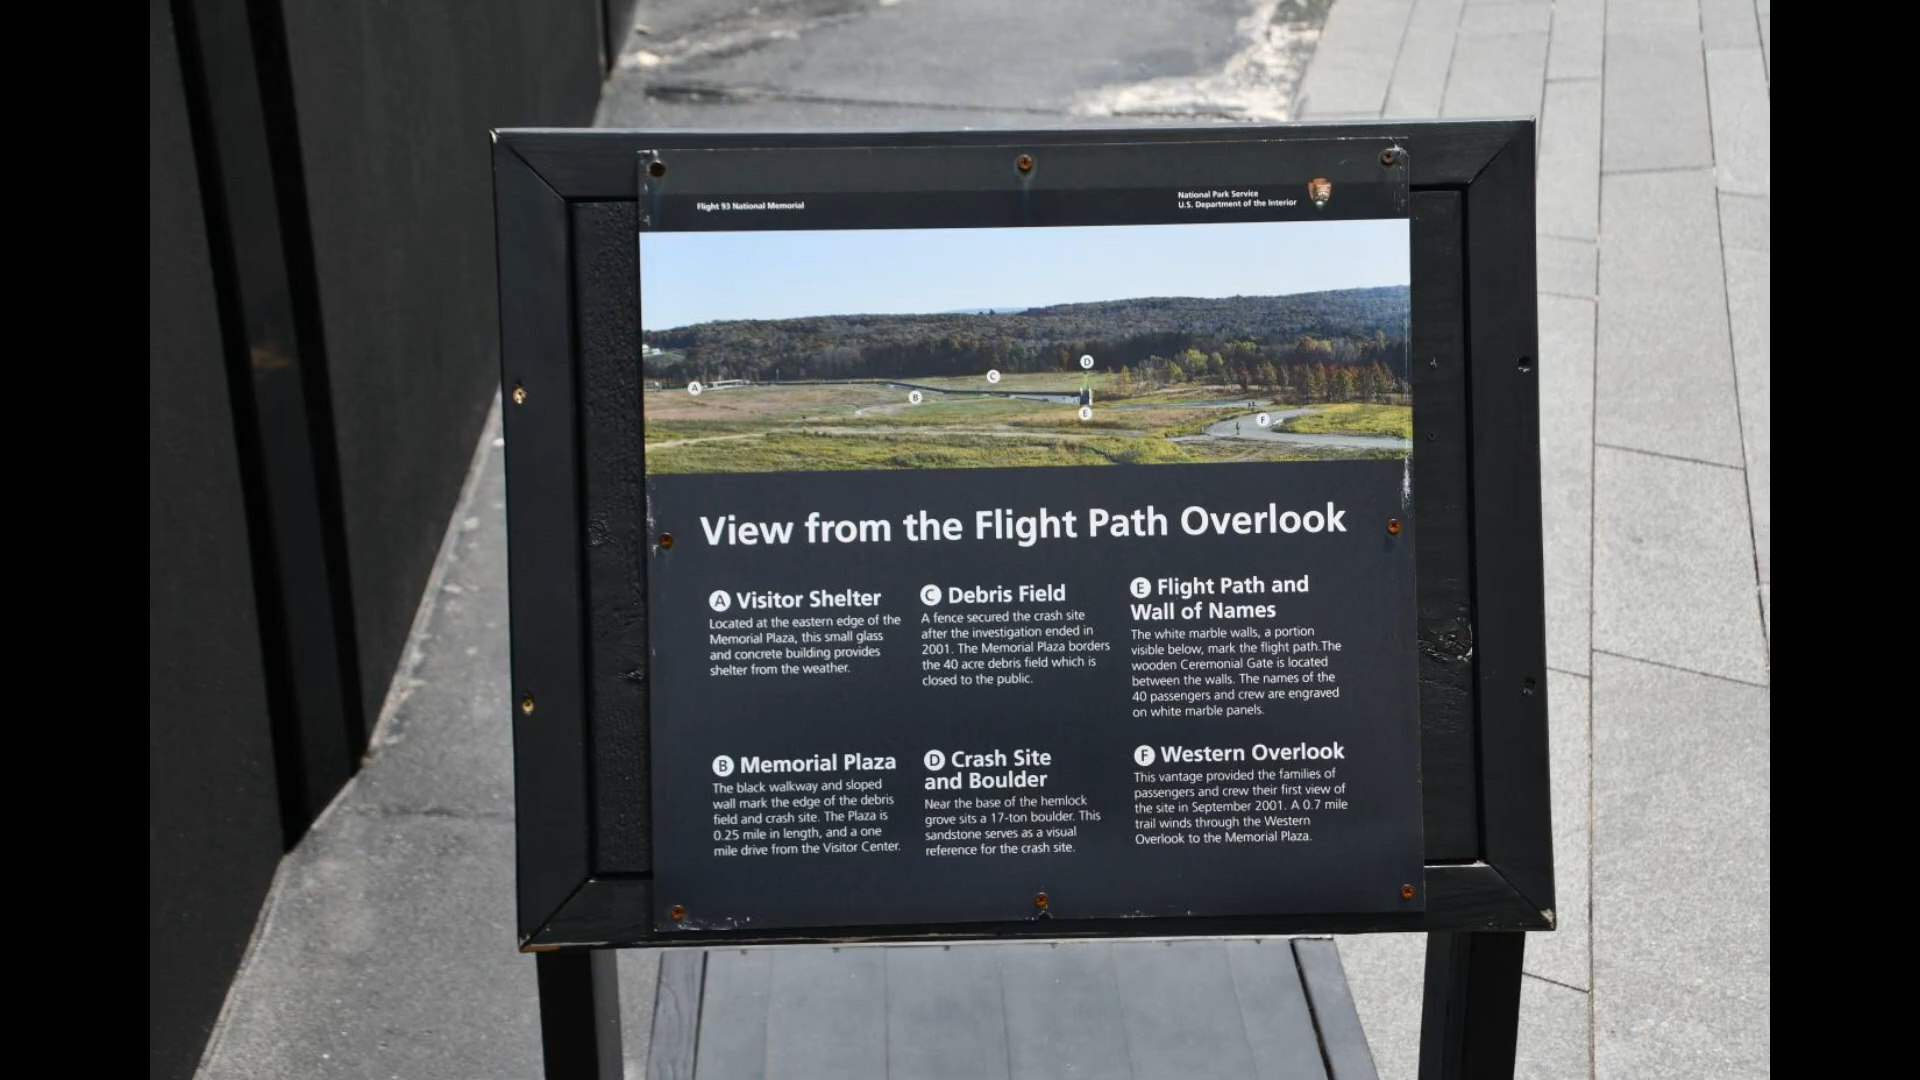 Flight 93 National Memorial
National Park Service
U.S. Department of the Interior
A
B
C
D
E
F
View from the Flight Path Overlook
A Visitor Shelter
Located at the eastern edge of the
Memorial Plaza, this small glass
and concrete building provides
shelter from the weather.
B Memorial Plaza
The black walkway and sloped
wall mark the edge of the debris
field and crash site. The Plaza is
0.25 mile in length, and a one
mile drive from the Visitor Center.
C Debris Field
A fence secured the crash site
after the investigation ended in
2001. The Memorial Plaza borders
the 40 acre debris field which is
closed to the public.
D Crash Site
and Boulder
Near the base of the hemlock
grove sits a 17-ton boulder. This
sandstone serves as a visual
reference for the crash site.
E Flight Path and
Wall of Names
The white marble walls, a portion
visible below, mark the flight path.The
wooden Ceremonial Gate is located
between the walls. The names of the
40 passengers and crew are engraved
on white marble panels.
F Western Overlook
This vantage provided the families of
passengers and crew their first view of
the site in September 2001. A 0.7 mile
trail winds through the Western
Overlook to the Memorial Plaza.